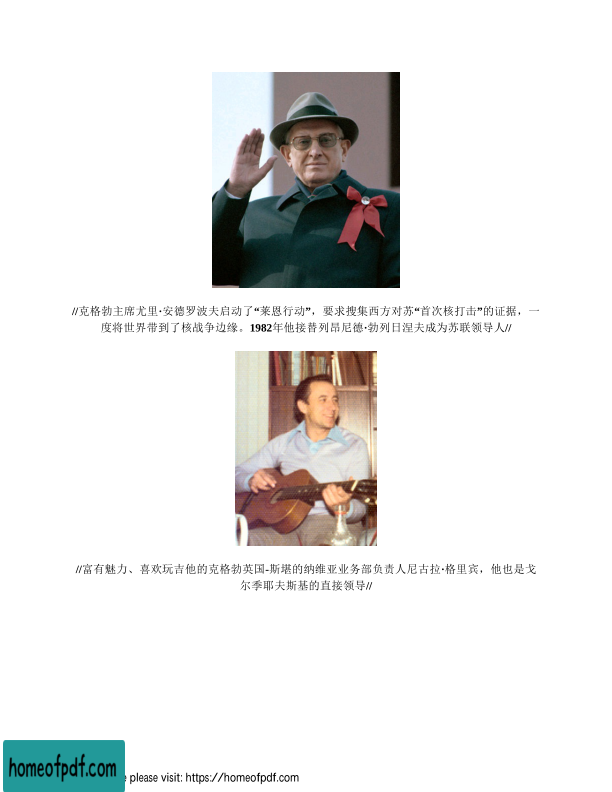 //克格勃主席尤里·安德罗波夫启动了“莱恩行动”，要求搜集西方对苏“首次核打击”的证据，一
度将世界带到了核战争边缘。1982年他接替列昂尼德·勃列日涅夫成为苏联领导人//
//富有魅力、喜欢玩吉他的克格勃英国-斯堪的纳维亚业务部负责人尼古拉·格里宾，他也是戈
尔季耶夫斯基的直接领导//
homeofpdf.com
e please visit: https://homeofpdf.com